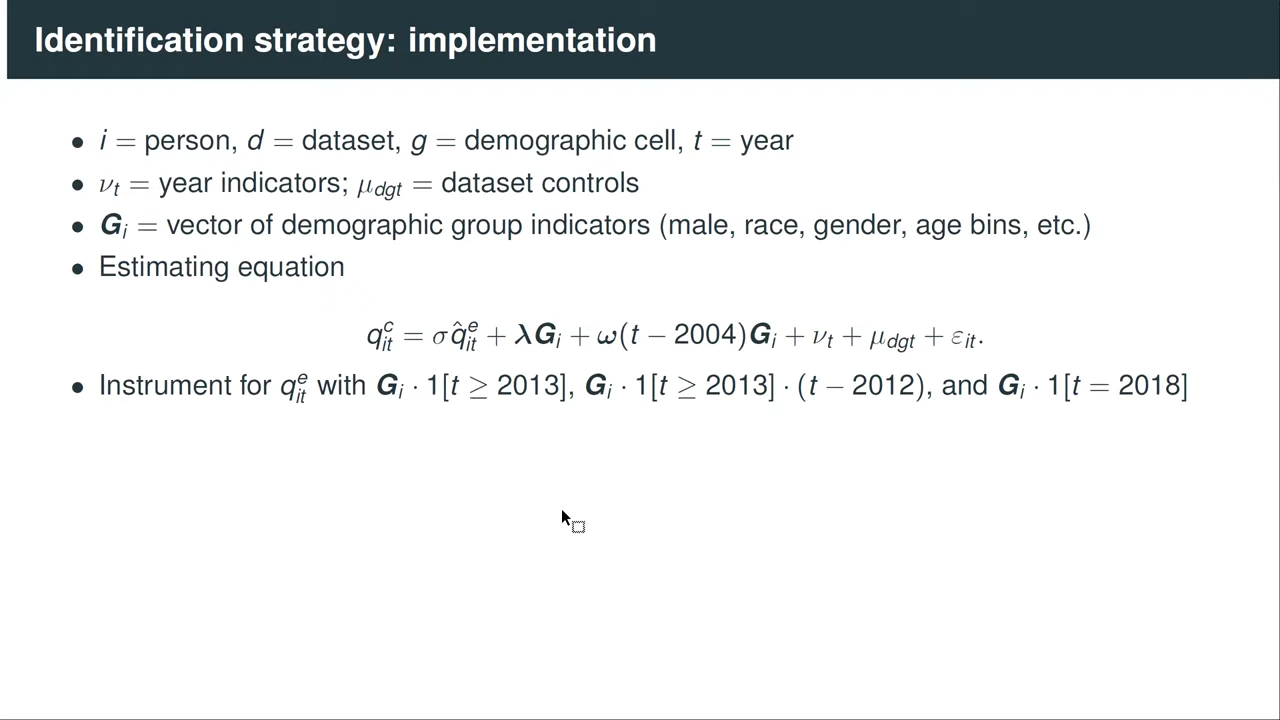 Identification strategy: implementation
• i = person, d = dataset, g = demographic cell, t = year
• ν_t = year indicators; μ_dgt = dataset controls
• G_i = vector of demographic group indicators (male, race, gender, age bins, etc.)
• Estimating equation
q^c_it = σq̂^e_it + λG_i + ω(t − 2004)G_i + ν_t + μ_dgt + ε_it.
• Instrument for q^e_it with G_i · 1[t ≥ 2013], G_i · 1[t ≥ 2013] · (t − 2012), and G_i · 1[t = 2018]